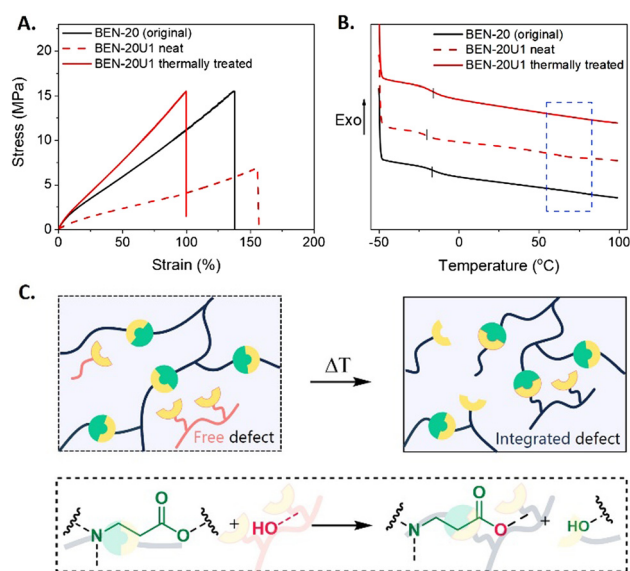 A.
BEN-20 (original)
BEN-20U1 neat
BEN-20U1 thermally treated
Stress (MPa)
20
15
10
5
0
0 50 100 150 200
Strain (%)
B.
BEN-20 (original)
BEN-20U1 neat
BEN-20U1 thermally treated
Exo
-50 0 50 100
Temperature (°C)
C.
Free defect
ΔT
Integrated defect
O
N
O
+
HO
O
N
O
+
HO